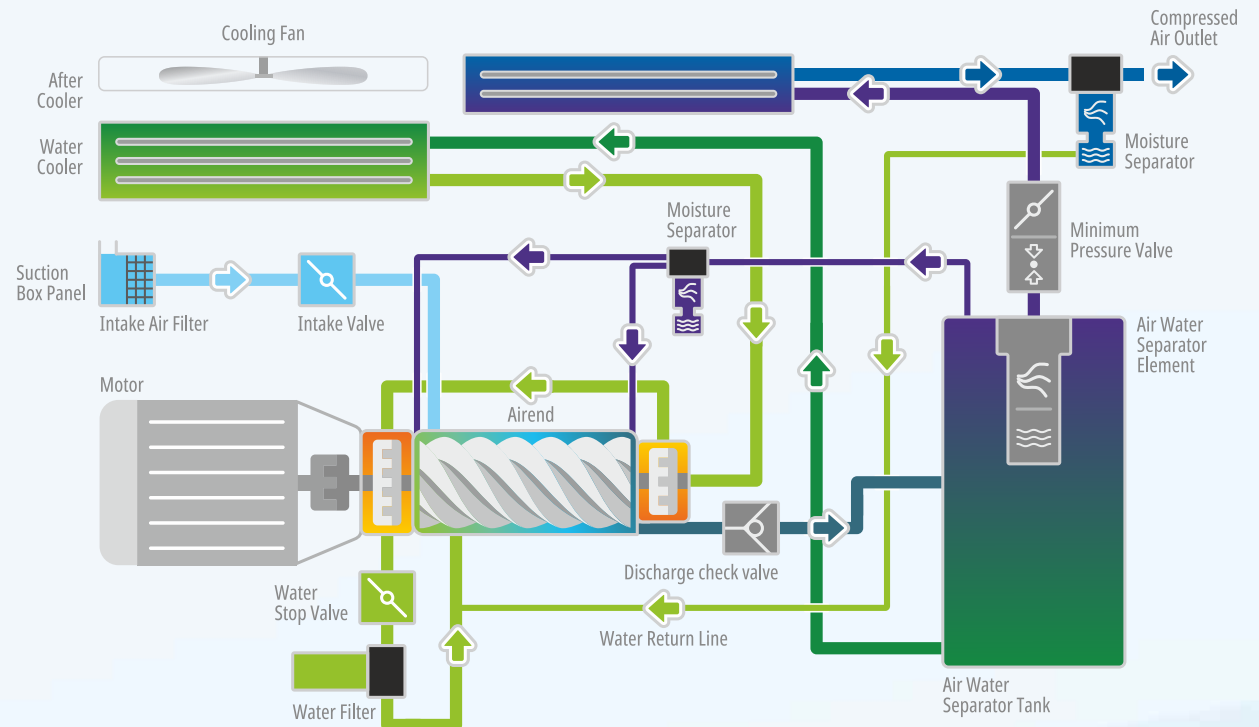 Cooling Fan
Compressed
Air Outlet
After
Cooler
Water
Cooler
Moisture
Separator
Moisture
Separator
Minimum
Pressure Valve
Suction
Box Panel
Intake Air Filter
Intake Valve
Air Water
Separator
Element
Motor
Airend
Discharge check valve
Water
Stop Valve
Water Return Line
Water Filter
Air Water
Separator Tank